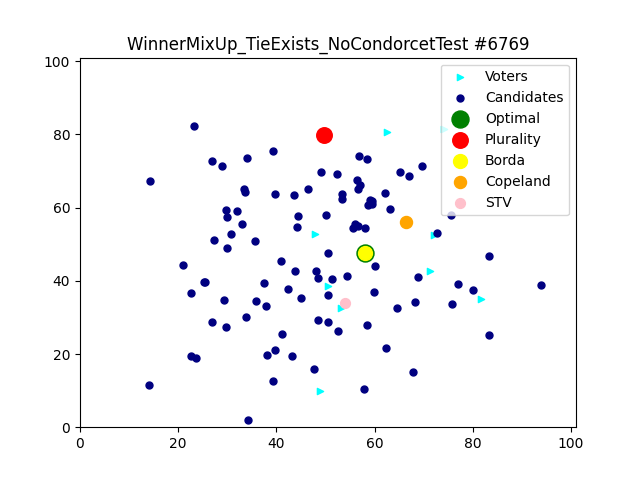 WinnerMixUp_TieExists_NoCondorcetTest #6769
Voters
Candidates
Optimal
Plurality
Borda
Copeland
STV
100
80
60
40
20
0
0 20 40 60 80 100